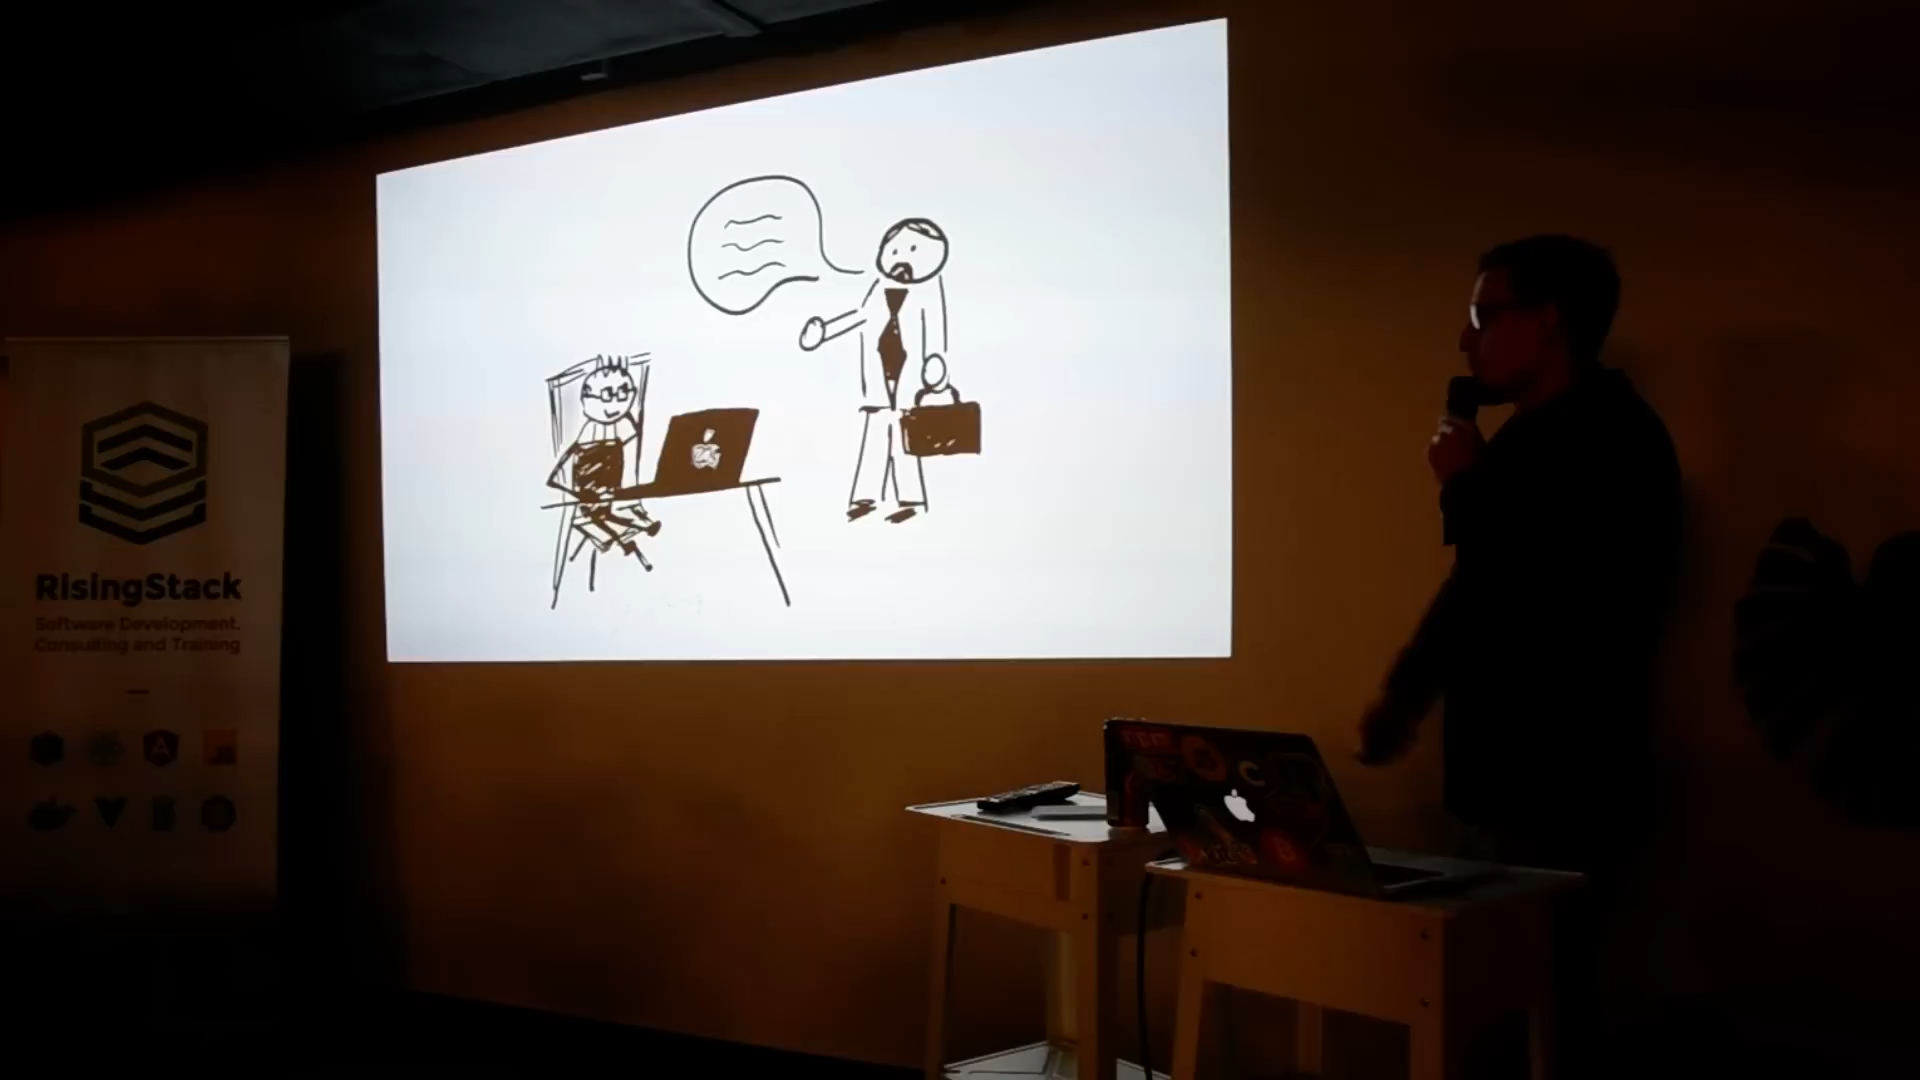 RisingStack
Software Development,
Consulting and Training